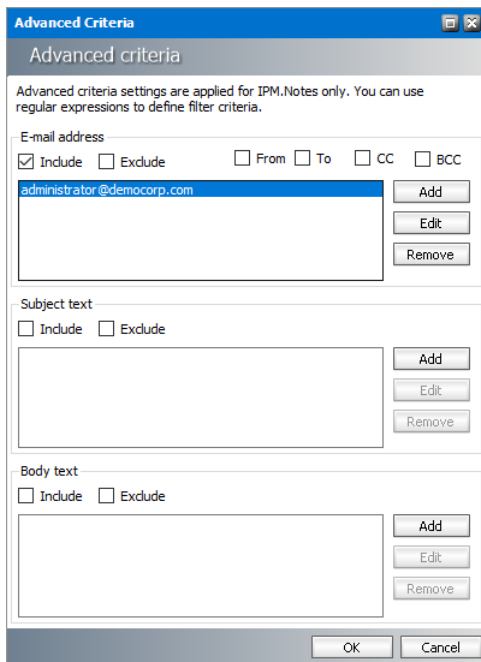 Advanced Criteria
Advanced criteria
Advanced criteria settings are applied for IPM.Notes only. You can use
regular expressions to define filter criteria.
E-mail address
Include Exclude From To CC BCC
administrator@democorp.com
Add
Edit
Remove
Subject text
Include Exclude
Add
Edit
Remove
Body text
Include Exclude
Add
Edit
Remove
OK Cancel